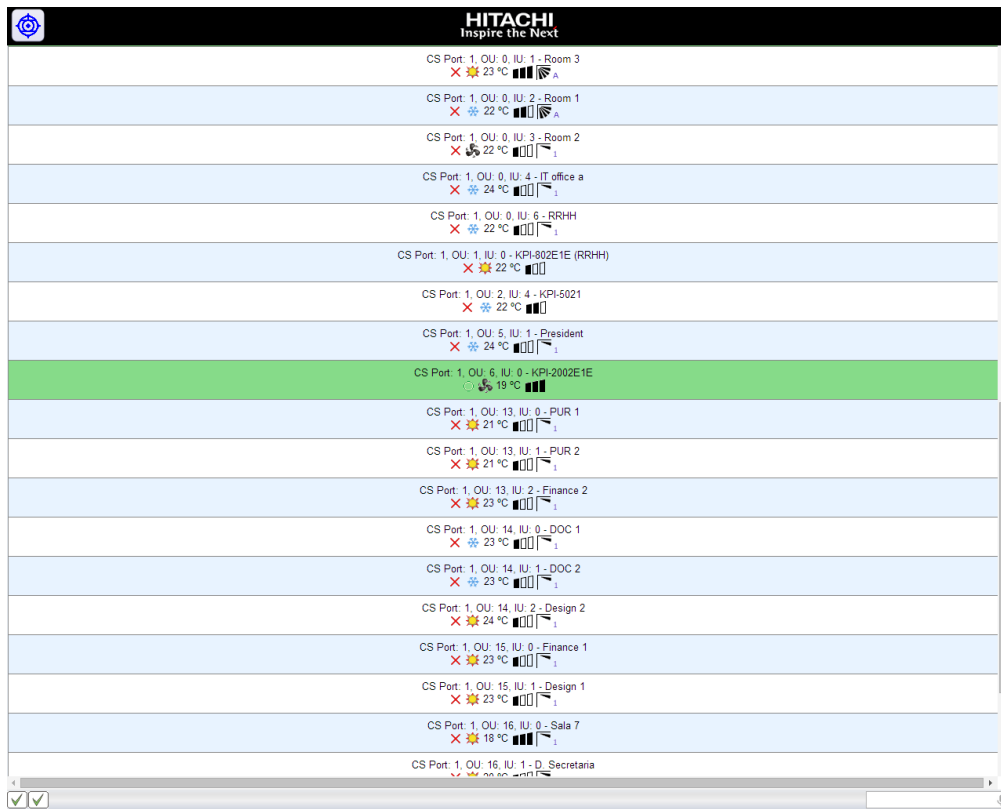 HITACHI
Inspire the Next
CS Port: 1, OU: 0, IU: 1 - Room 3
23 ºC A
CS Port: 1, OU: 0, IU: 2 - Room 1
22 ºC A
CS Port: 1, OU: 0, IU: 3 - Room 2
22 ºC 1
CS Port: 1, OU: 0, IU: 4 - IT office a
24 ºC 1
CS Port: 1, OU: 0, IU: 6 - RRHH
22 ºC 1
CS Port: 1, OU: 1, IU: 0 - KPI-802E1E (RRHH)
22 ºC
CS Port: 1, OU: 2, IU: 4 - KPI-5021
22 ºC
CS Port: 1, OU: 5, IU: 1 - President
24 ºC 1
CS Port: 1, OU: 6, IU: 0 - KPI-2002E1E
19 ºC
CS Port: 1, OU: 13, IU: 0 - PUR 1
21 ºC 1
CS Port: 1, OU: 13, IU: 1 - PUR 2
21 ºC 1
CS Port: 1, OU: 13, IU: 2 - Finance 2
23 ºC 1
CS Port: 1, OU: 14, IU: 0 - DOC 1
23 ºC 1
CS Port: 1, OU: 14, IU: 1 - DOC 2
23 ºC 1
CS Port: 1, OU: 14, IU: 2 - Design 2
24 ºC 1
CS Port: 1, OU: 15, IU: 0 - Finance 1
23 ºC 1
CS Port: 1, OU: 15, IU: 1 - Design 1
23 ºC 1
CS Port: 1, OU: 16, IU: 0 - Sala 7
18 ºC 1
CS Port: 1, OU: 16, IU: 1 - D. Secretaria